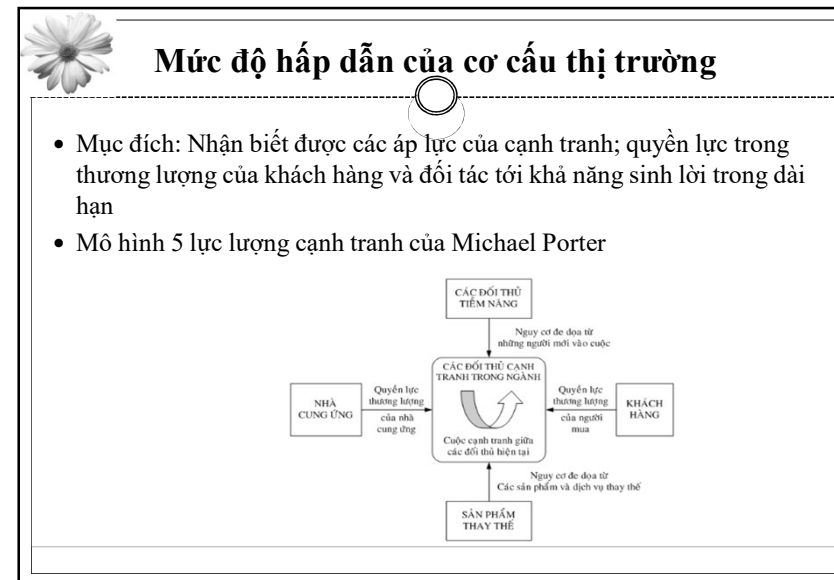 Mức độ hấp dẫn của cơ cấu thị trường
• Mục đích: Nhận biết được các áp lực của cạnh tranh; quyền lực trong
thương lượng của khách hàng và đối tác tới khả năng sinh lời trong dài
hạn
• Mô hình 5 lực lượng cạnh tranh của Michael Porter
CÁC ĐỐI THỦ
TIỀM NĂNG
Nguy cơ đe dọa từ
những người mới vào cuộc
CÁC ĐỐI THỦ CẠNH
TRANH TRONG NGÀNH
NHÀ
CUNG ỨNG
Quyền lực
thương lượng
của nhà
cung ứng
Quyền lực
thương lượng
của người
mua
KHÁCH
HÀNG
Cuộc cạnh tranh giữa
các đối thủ hiện tại
Nguy cơ đe dọa từ
Các sản phẩm và dịch vụ thay thế
SẢN PHẨM
THAY THẾ